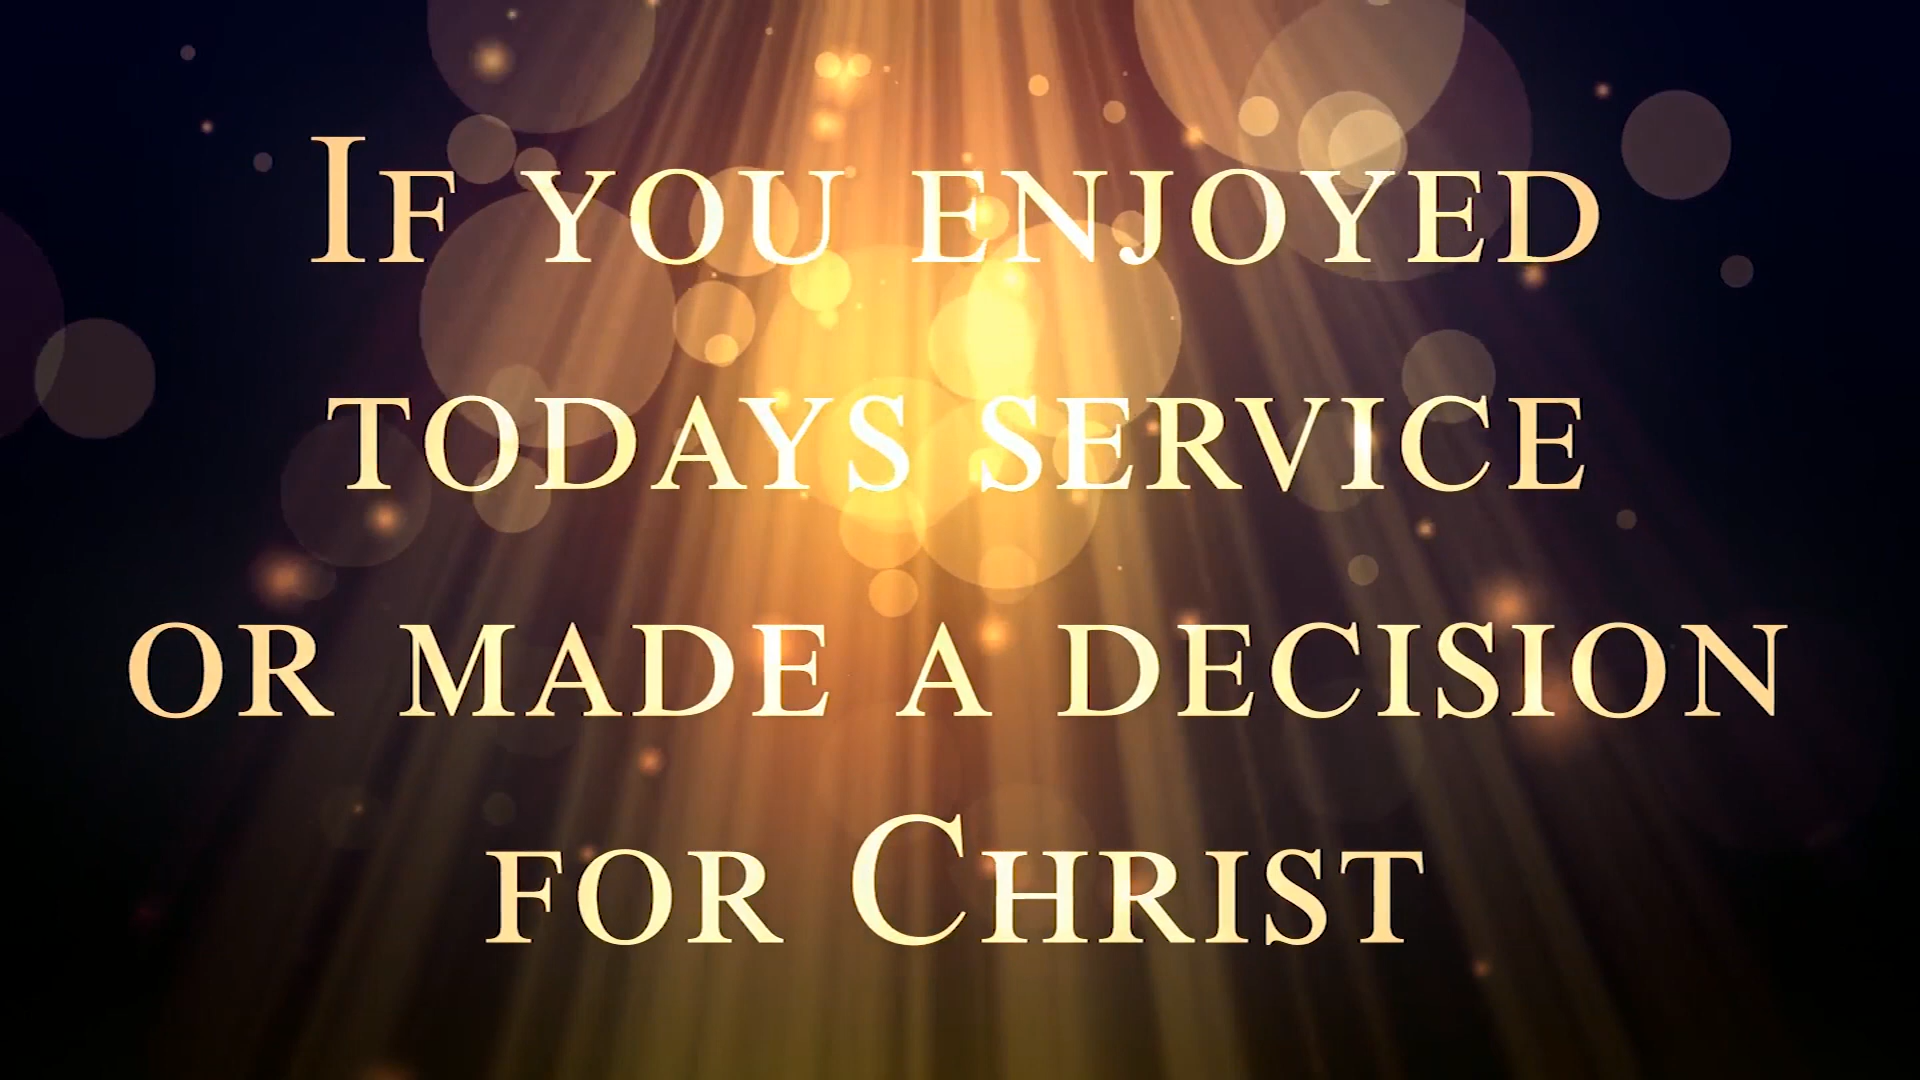 If you enjoyed
todays service
or made a decision
for Christ